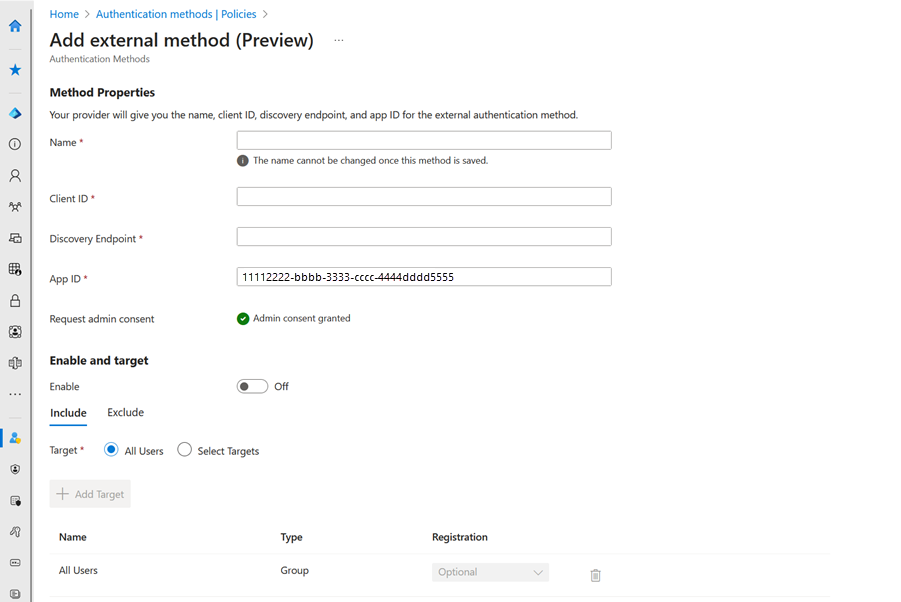 Home > Authentication methods | Policies >
Add external method (Preview) ...
Authentication Methods
Method Properties
Your provider will give you the name, client ID, discovery endpoint, and app ID for the external authentication method.
Name *
The name cannot be changed once this method is saved.
Client ID *
Discovery Endpoint *
App ID * 11112222-bbbb-3333-cccc-4444dddd5555
Request admin consent Admin consent granted
Enable and target
Enable Off
Include Exclude
Target * All Users Select Targets
+ Add Target
Name Type Registration
All Users Group Optional